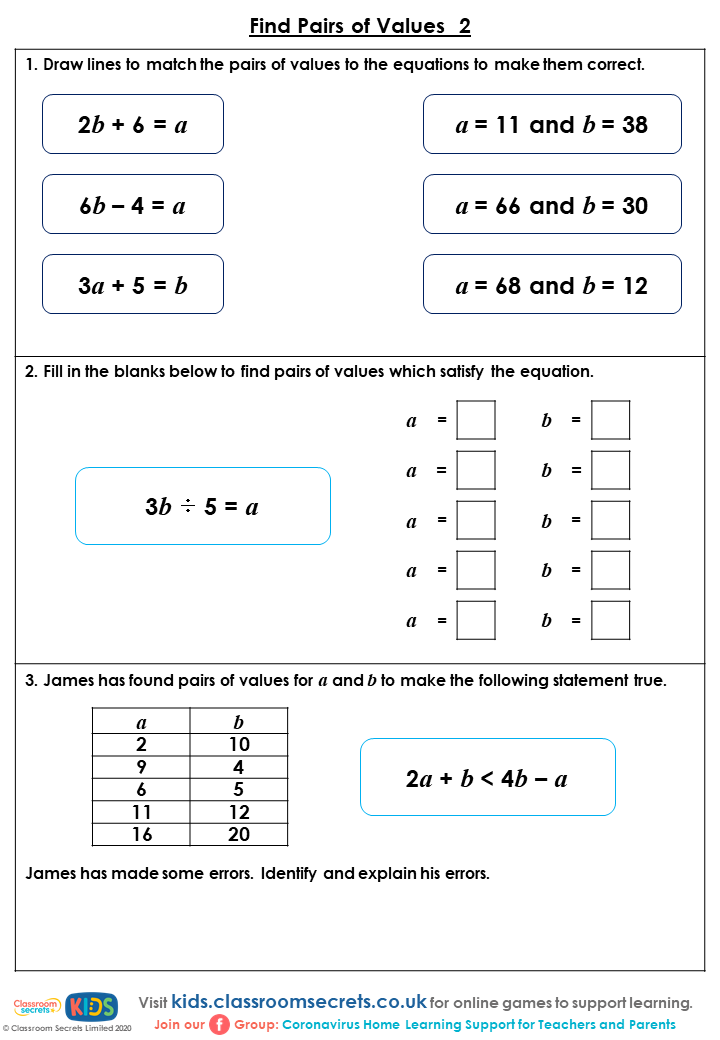 Find Pairs of Values 2
1. Draw lines to match the pairs of values to the equations to make them correct.
2b + 6 = a
a = 11 and b = 38
6b – 4 = a
a = 66 and b = 30
3a + 5 = b
a = 68 and b = 12
2. Fill in the blanks below to find pairs of values which satisfy the equation.
3b ÷ 5 = a
a = b =
a = b =
a = b =
a = b =
a = b =
3. James has found pairs of values for a and b to make the following statement true.
a b
2 10
9 4
6 5
11 12
16 20
2a + b < 4b – a
James has made some errors. Identify and explain his errors.
Classroom Secrets KIDS
© Classroom Secrets Limited 2020
Visit kids.classroomsecrets.co.uk for online games to support learning.
Join our f Group: Coronavirus Home Learning Support for Teachers and Parents